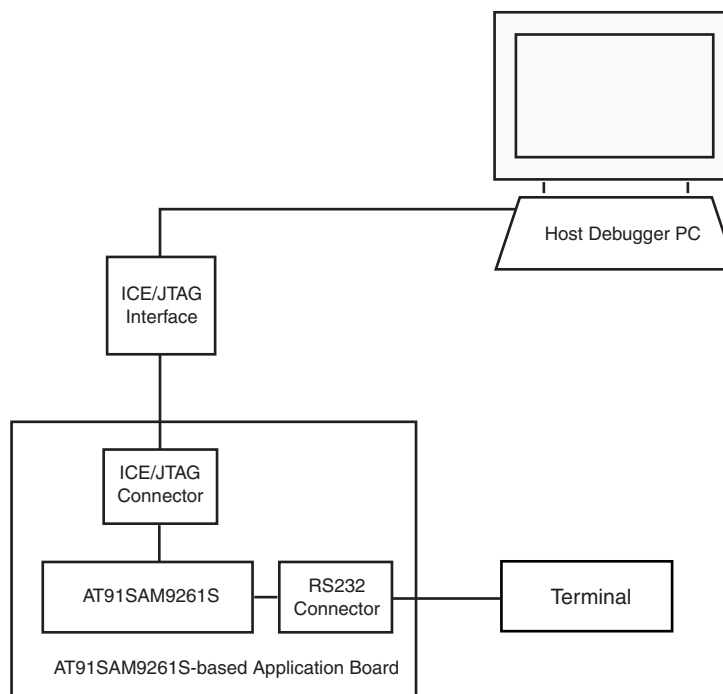 Host Debugger PC
ICE/JTAG
Interface
ICE/JTAG
Connector
AT91SAM9261S
RS232
Connector
Terminal
AT91SAM9261S-based Application Board